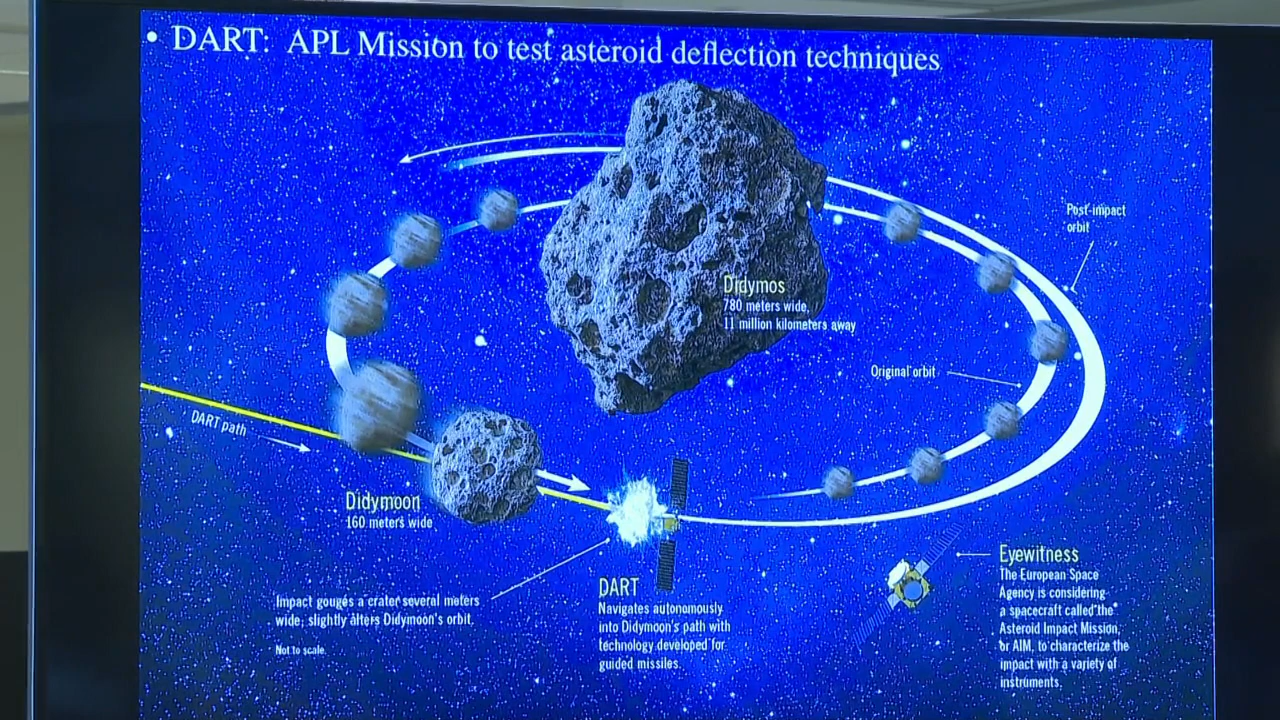 • DART: APL Mission to test asteroid deflection techniques
Post-impact
orbit
Didymos
780 meters wide,
11 million kilometers away
Original orbit
DART path
Didymoon
160 meters wide
Eyewitness
The European Space
Agency is considering
a spacecraft called the
Asteroid Impact Mission,
or AIM, to characterize the
impact with a variety of
instruments.
DART
Navigates autonomously
into Didymoon's path with
technology developed for
guided missiles.
Impact gouges a crater several meters
wide, slightly alters Didymoon's orbit.
Not to scale.